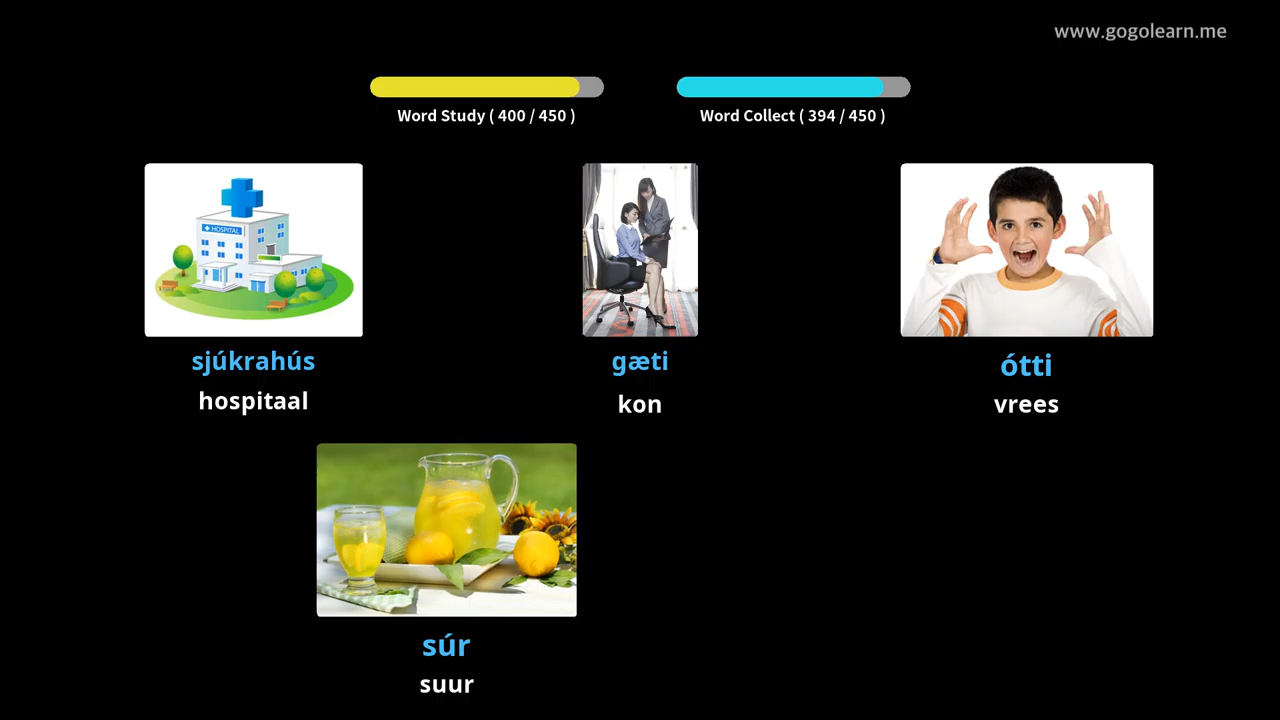 www.gogolearn.me
Word Study ( 400 / 450 )
Word Collect ( 394 / 450 )
HOSPITAL
sjúkrahús
gæti
ótti
hospitaal
kon
vrees
súr
suur